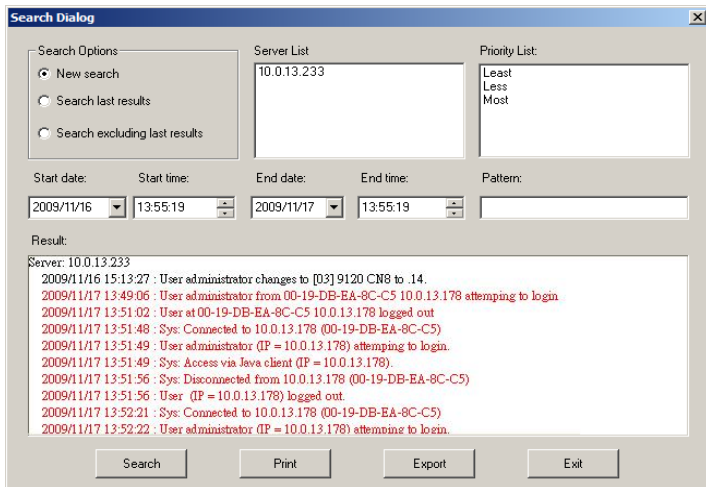 Search Dialog
Search Options
New search
Search last results
Search excluding last results
Server List
10.0.13.233
Priority List:
Least
Less
Most
Start date:
Start time:
End date:
End time:
Pattern:
2009/11/16
13:55:19
2009/11/17
13:55:19
Result:
Server: 10.0.13.233
2009/11/16 15:13:27 : User administrator changes to [03] 9120 CN8 to .14.
2009/11/17 13:49:06 : User administrator from 00-19-DB-EA-8C-C5 10.0.13.178 attemping to login
2009/11/17 13:51:02 : User at 00-19-DB-EA-8C-C5 10.0.13.178 logged out
2009/11/17 13:51:48 : Sys: Connected to 10.0.13.178 (00-19-DB-EA-8C-C5)
2009/11/17 13:51:49 : User administrator (IP = 10.0.13.178) attemping to login.
2009/11/17 13:51:49 : Sys: Access via Java client (IP = 10.0.13.178).
2009/11/17 13:51:56 : Sys: Disconnected from 10.0.13.178 (00-19-DB-EA-8C-C5)
2009/11/17 13:51:56 : User (IP = 10.0.13.178) logged out.
2009/11/17 13:52:21 : Sys: Connected to 10.0.13.178 (00-19-DB-EA-8C-C5)
2009/11/17 13:52:22 : User administrator (IP = 10.0.13.178) attemping to login.
Search
Print
Export
Exit